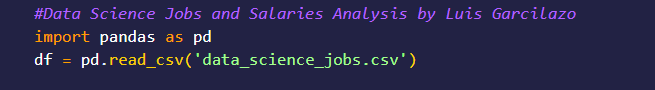 #Data Science Jobs and Salaries Analysis by Luis Garcilazo
import pandas as pd
df = pd.read_csv('data_science_jobs.csv')